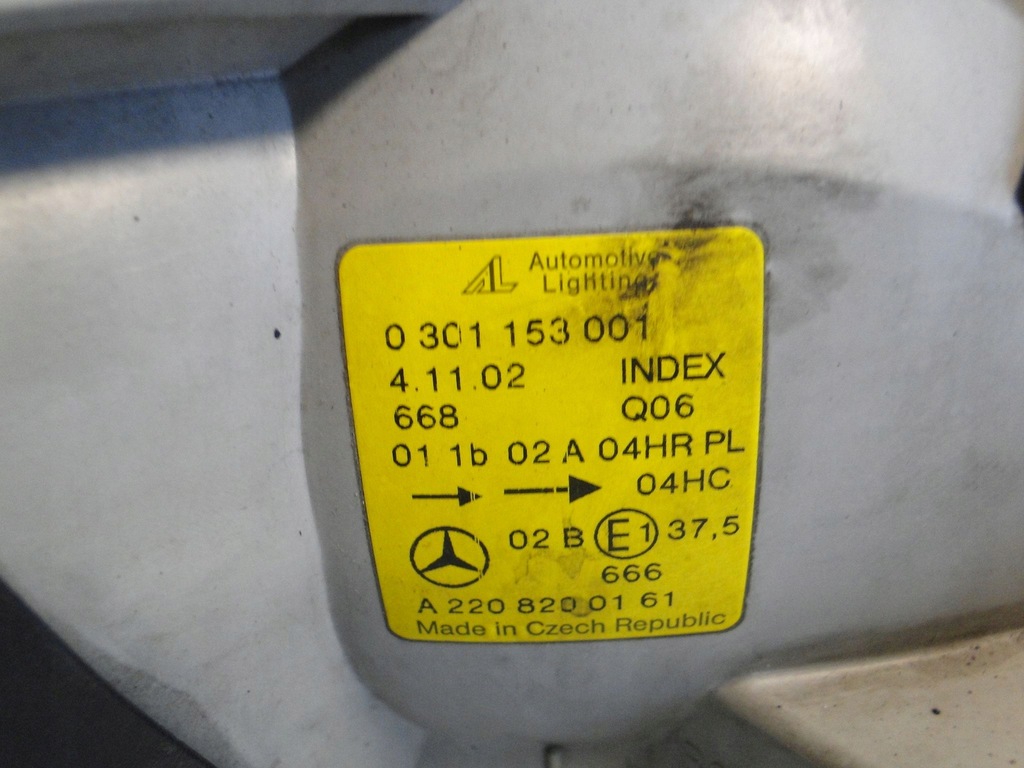 AL Automotive
Lighting
0 301 153 001
4.11.02 INDEX
668 Q06
01 1b 02 A 04HR PL
04HC
02 B E1 37,5
666
A 220 820 01 61
Made in Czech Republic